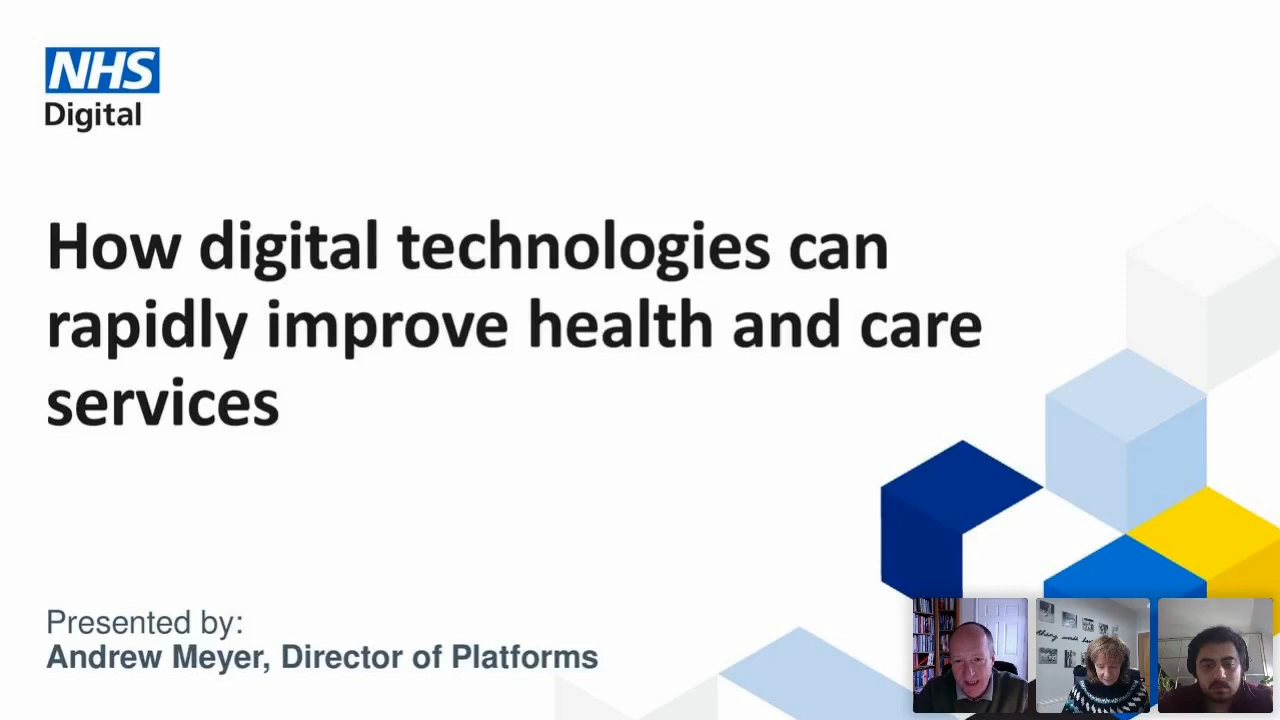 NHS
Digital
How digital technologies can
rapidly improve health and care
services
Presented by:
Andrew Meyer, Director of Platforms